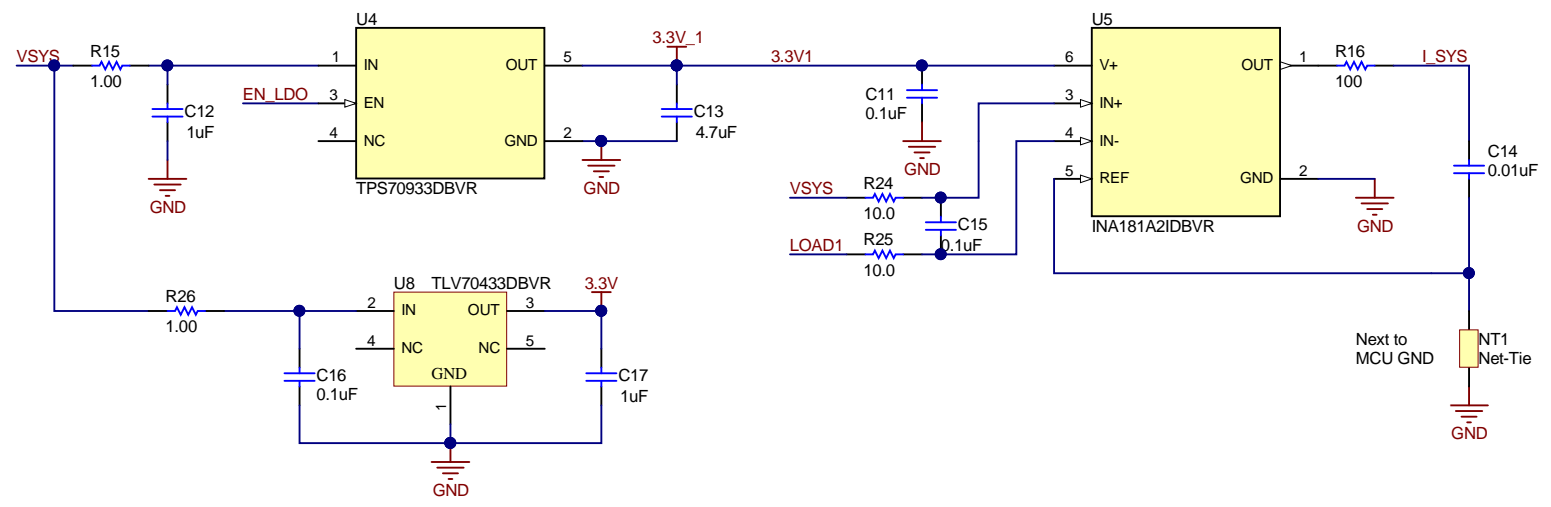 U4
VSYS
R15
1.00
1
IN
OUT
5
3.3V_1
3.3V1
EN_LDO
3
EN
4
NC
GND
2
TPS70933DBVR
C12
1uF
GND
C13
4.7uF
GND
U5
6
V+
OUT
1
R16
100
I_SYS
3
IN+
4
IN-
5
REF
GND
2
INA181A2IDBVR
C11
0.1uF
GND
VSYS
R24
10.0
C15
0.1uF
LOAD1
R25
10.0
GND
C14
0.01uF
Next to
MCU GND
NT1
Net-Tie
GND
R26
1.00
U8
TLV70433DBVR
2
IN
OUT
3
3.3V
4
NC
NC
5
GND
1
C16
0.1uF
C17
1uF
GND